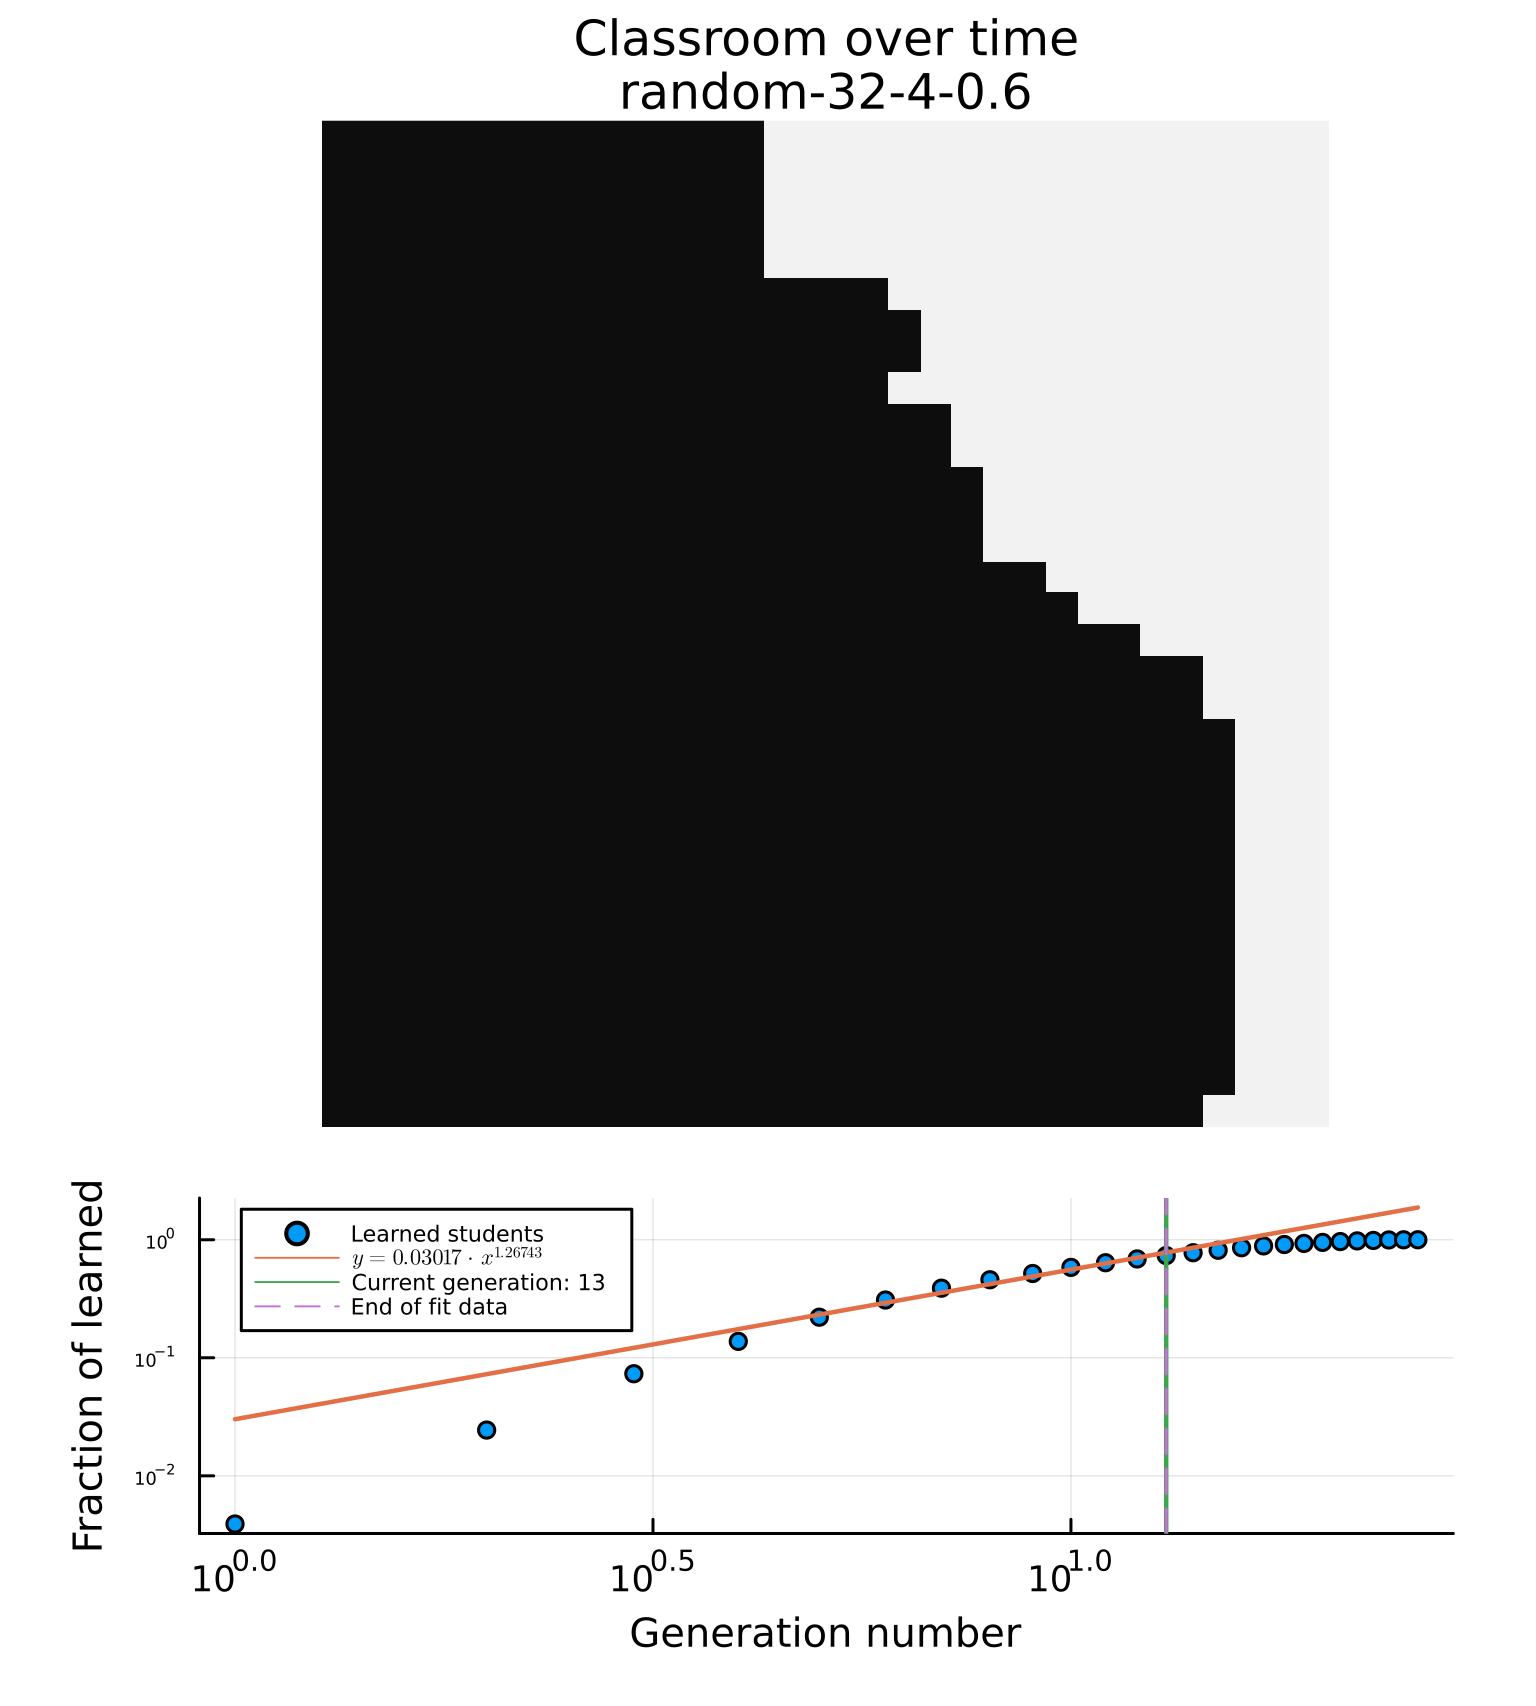 Classroom over time
random-32-4-0.6
Fraction of learned
10⁰
10⁻¹
10⁻²
Learned students
y = 0.03017 · x^1.26743
Current generation: 13
End of fit data
10^0.0
10^0.5
10^1.0
Generation number